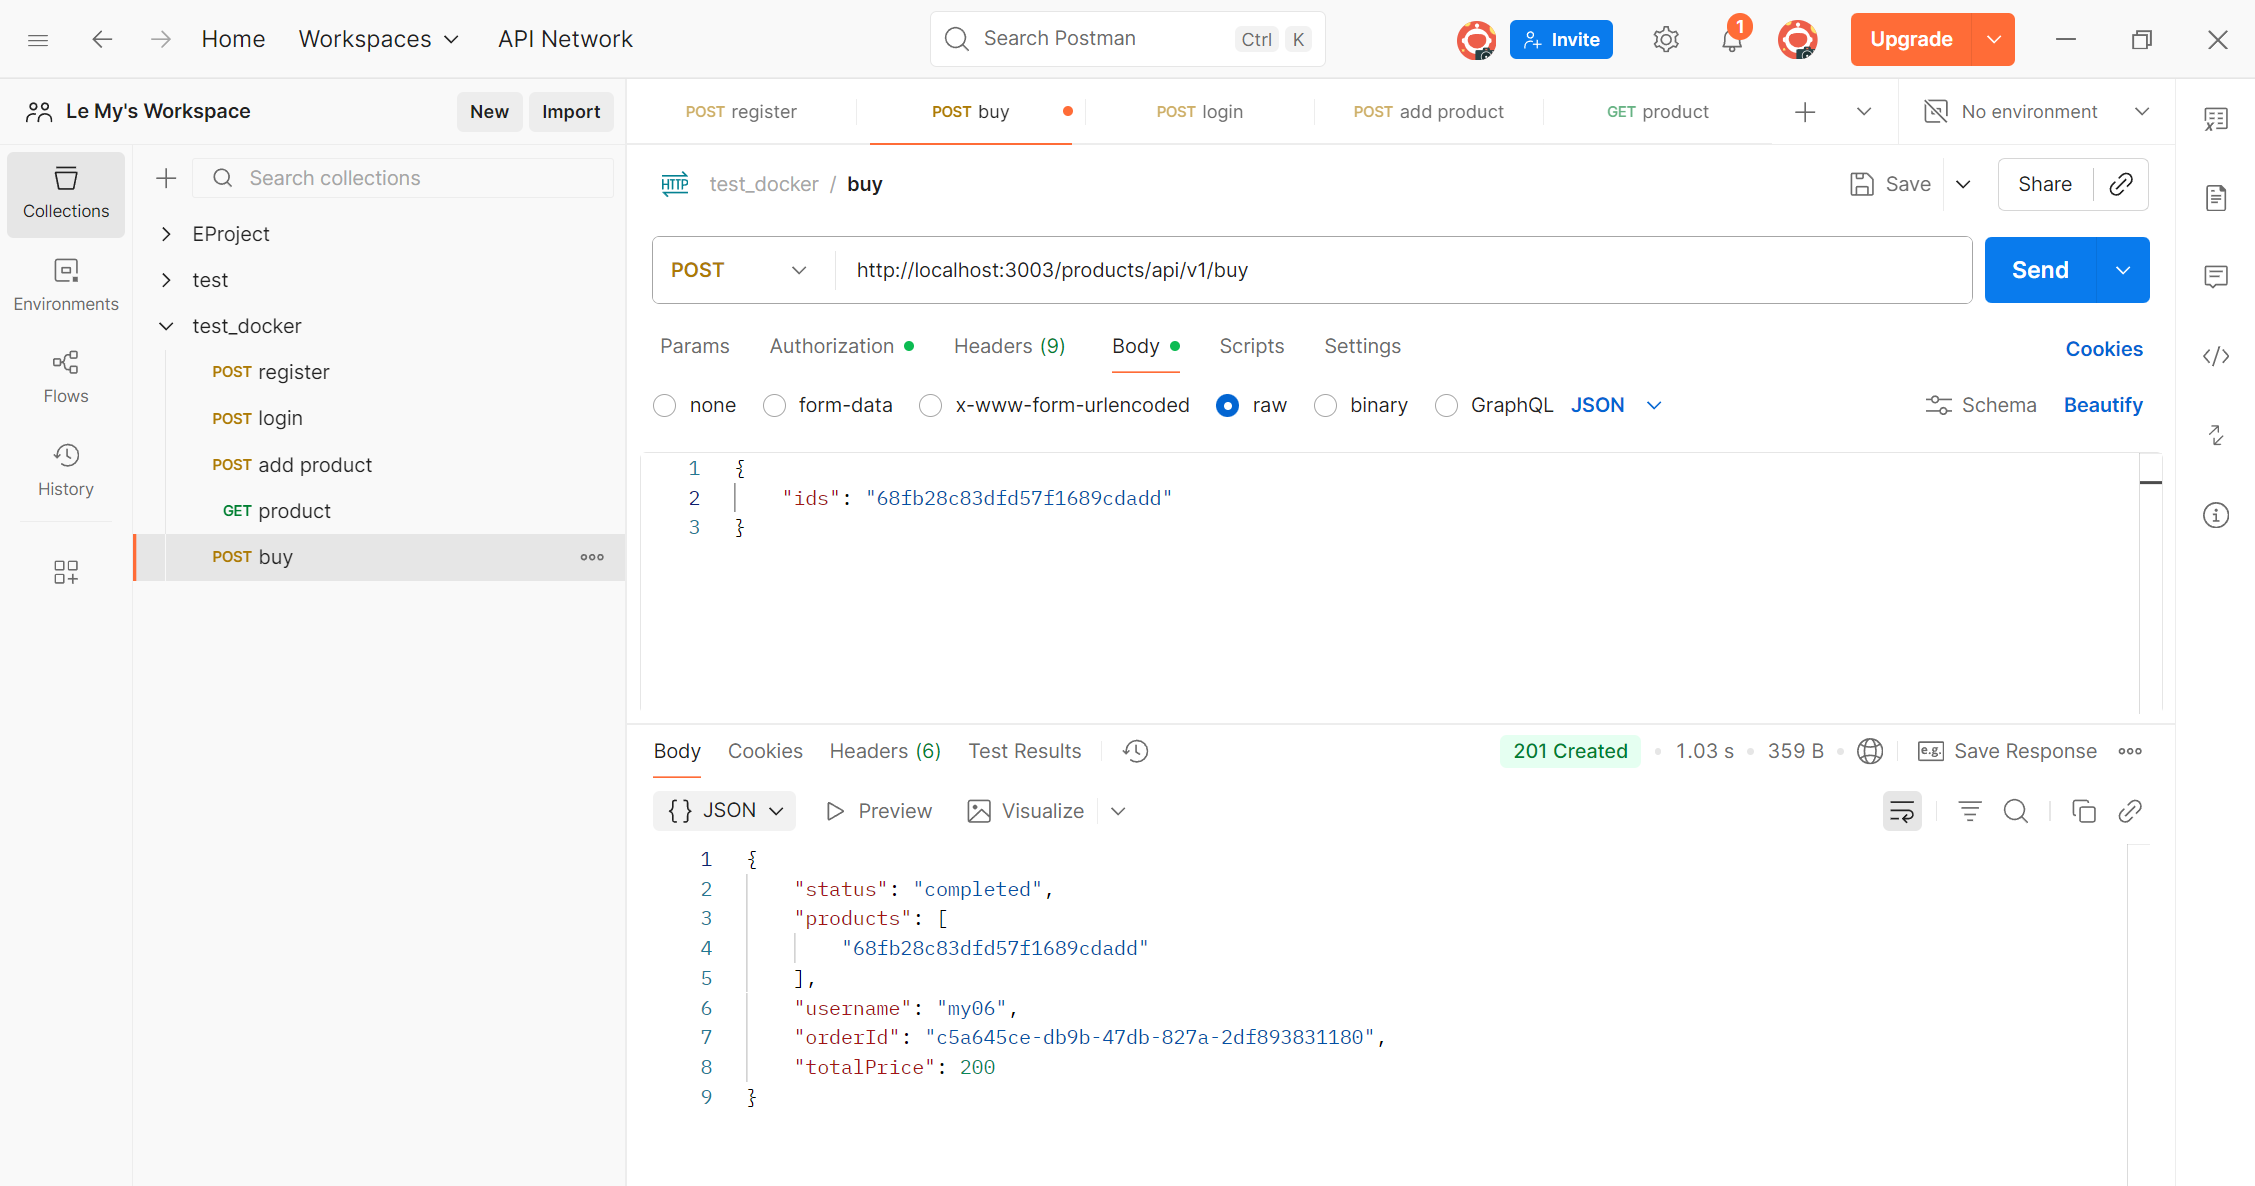 Home Workspaces API Network Search Postman Ctrl K Invite 1 Upgrade
Le My's Workspace New Import
POST register POST buy POST login POST add product GET product No environment
Collections
Environments
Flows
History
Search collections
EProject
test
test_docker
POST register
POST login
POST add product
GET product
POST buy
HTTP test_docker / buy Save Share
POST http://localhost:3003/products/api/v1/buy Send
Params Authorization Headers (9) Body Scripts Settings Cookies
none form-data x-www-form-urlencoded raw binary GraphQL JSON Schema Beautify
1 {
2 "ids": "68fb28c83dfd57f1689cdadd"
3 }
Body Cookies Headers (6) Test Results 201 Created 1.03 s 359 B e.g. Save Response
{} JSON Preview Visualize
1 {
2 "status": "completed",
3 "products": [
4 "68fb28c83dfd57f1689cdadd"
5 ],
6 "username": "my06",
7 "orderId": "c5a645ce-db9b-47db-827a-2df893831180",
8 "totalPrice": 200
9 }